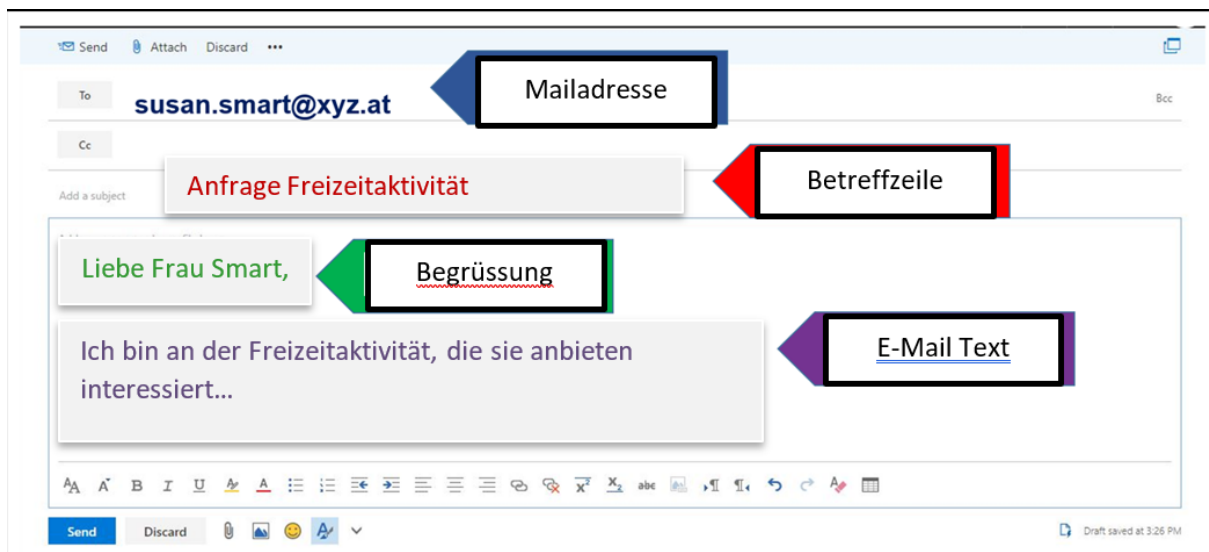 Send Attach Discard •••
To susan.smart@xyz.at Mailadresse Bcc
Cc
Add a subject Anfrage Freizeitaktivität Betreffzeile
Liebe Frau Smart, Begrüssung
Ich bin an der Freizeitaktivität, die sie anbieten E-Mail Text
interessiert...
Send Discard Draft saved at 3:26 PM